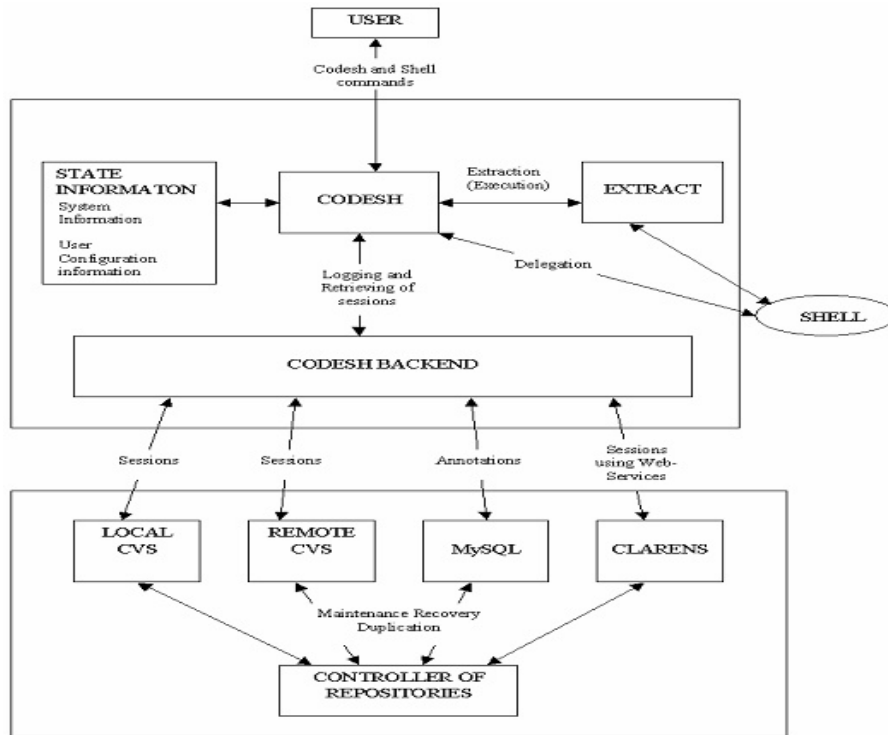 USER
Codesh and Shell
commands
STATE
INFORMATON
System
Information
User
Configuration
information
CODESH
Extraction
(Execution)
EXTRACT
Delegation
Logging and
Retrieving of
sessions
SHELL
CODESH BACKEND
Sessions
Sessions
Annotations
Sessions
using Web-
Services
LOCAL
CVS
REMOTE
CVS
MySQL
CLARENS
Maintenance Recovery
Duplication
CONTROLLER OF
REPOSITORIES